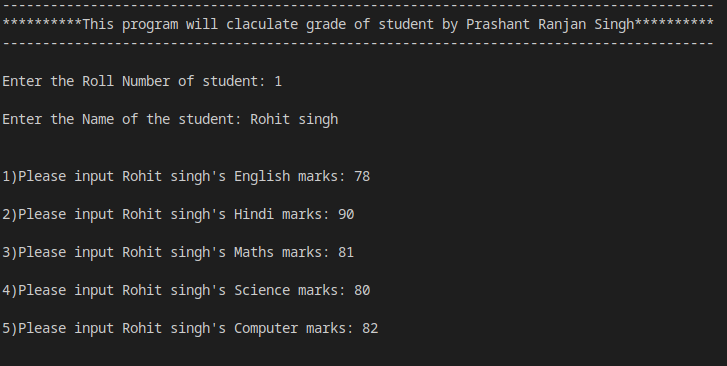 -----------------------------------------------------------------------------------------
**********This program will claculate grade of student by Prashant Ranjan Singh**********
-----------------------------------------------------------------------------------------
Enter the Roll Number of student: 1
Enter the Name of the student: Rohit singh
1)Please input Rohit singh's English marks: 78
2)Please input Rohit singh's Hindi marks: 90
3)Please input Rohit singh's Maths marks: 81
4)Please input Rohit singh's Science marks: 80
5)Please input Rohit singh's Computer marks: 82